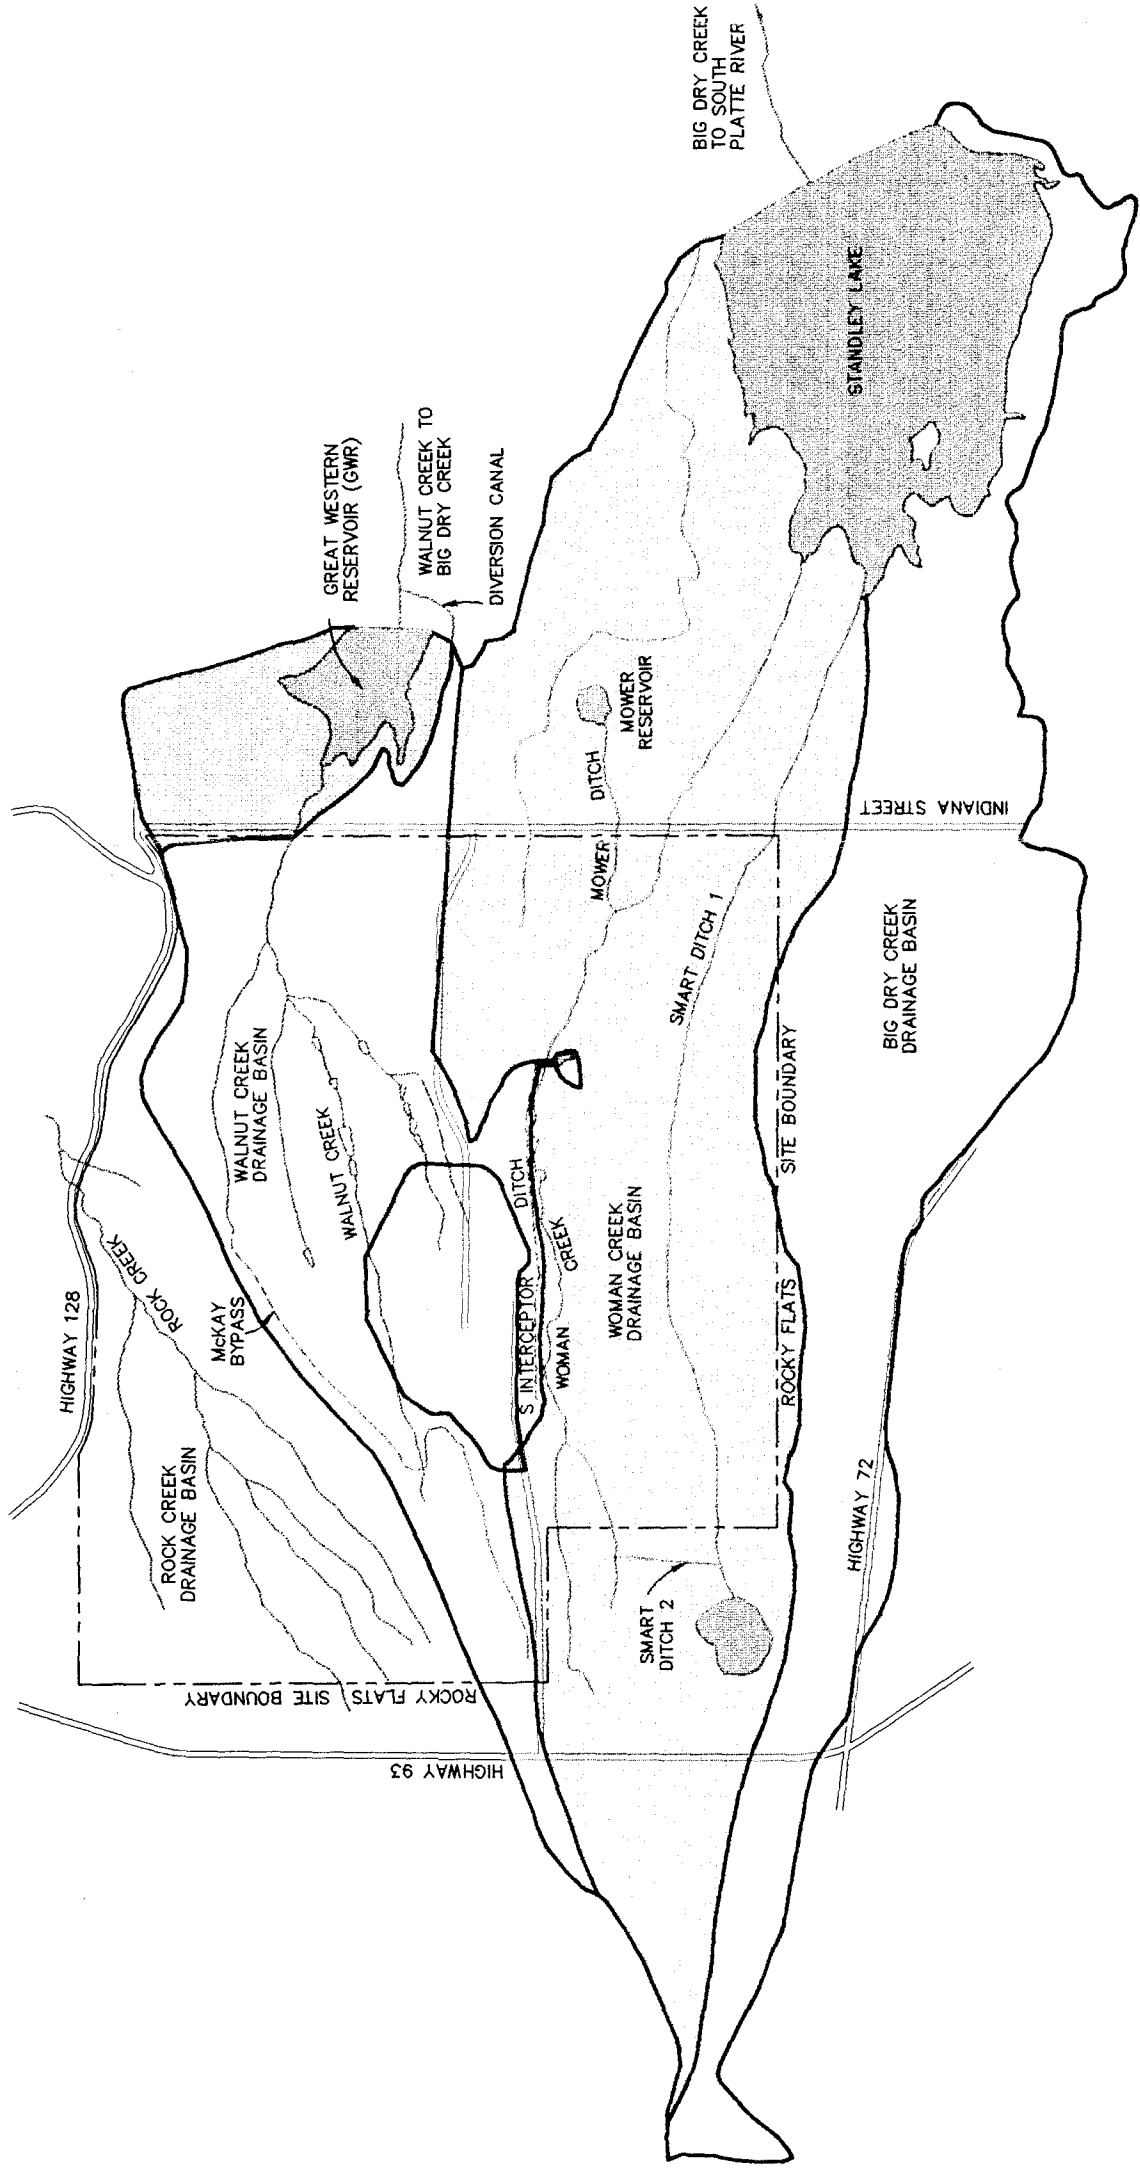 BIG DRY CREEK
TO SOUTH
PLATTE RIVER
STANDLEY LAKE
GREAT WESTERN
RESERVOIR (GWR)
WALNUT CREEK TO
BIG DRY CREEK
DIVERSION CANAL
MOWER
RESERVOIR
MOWER
DITCH
INDIANA STREET
SMART DITCH 1
BIG DRY CREEK
DRAINAGE BASIN
WALNUT CREEK
DRAINAGE BASIN
WALNUT CREEK
HIGHWAY 128
ROCK CREEK
McKAY
BYPASS
ROCK CREEK
DRAINAGE BASIN
S INTERCEPTOR
DITCH
WOMAN
CREEK
WOMAN CREEK
DRAINAGE BASIN
ROCKY FLATS
SITE BOUNDARY
HIGHWAY 72
SMART
DITCH 2
ROCKY FLATS SITE BOUNDARY
HIGHWAY 93